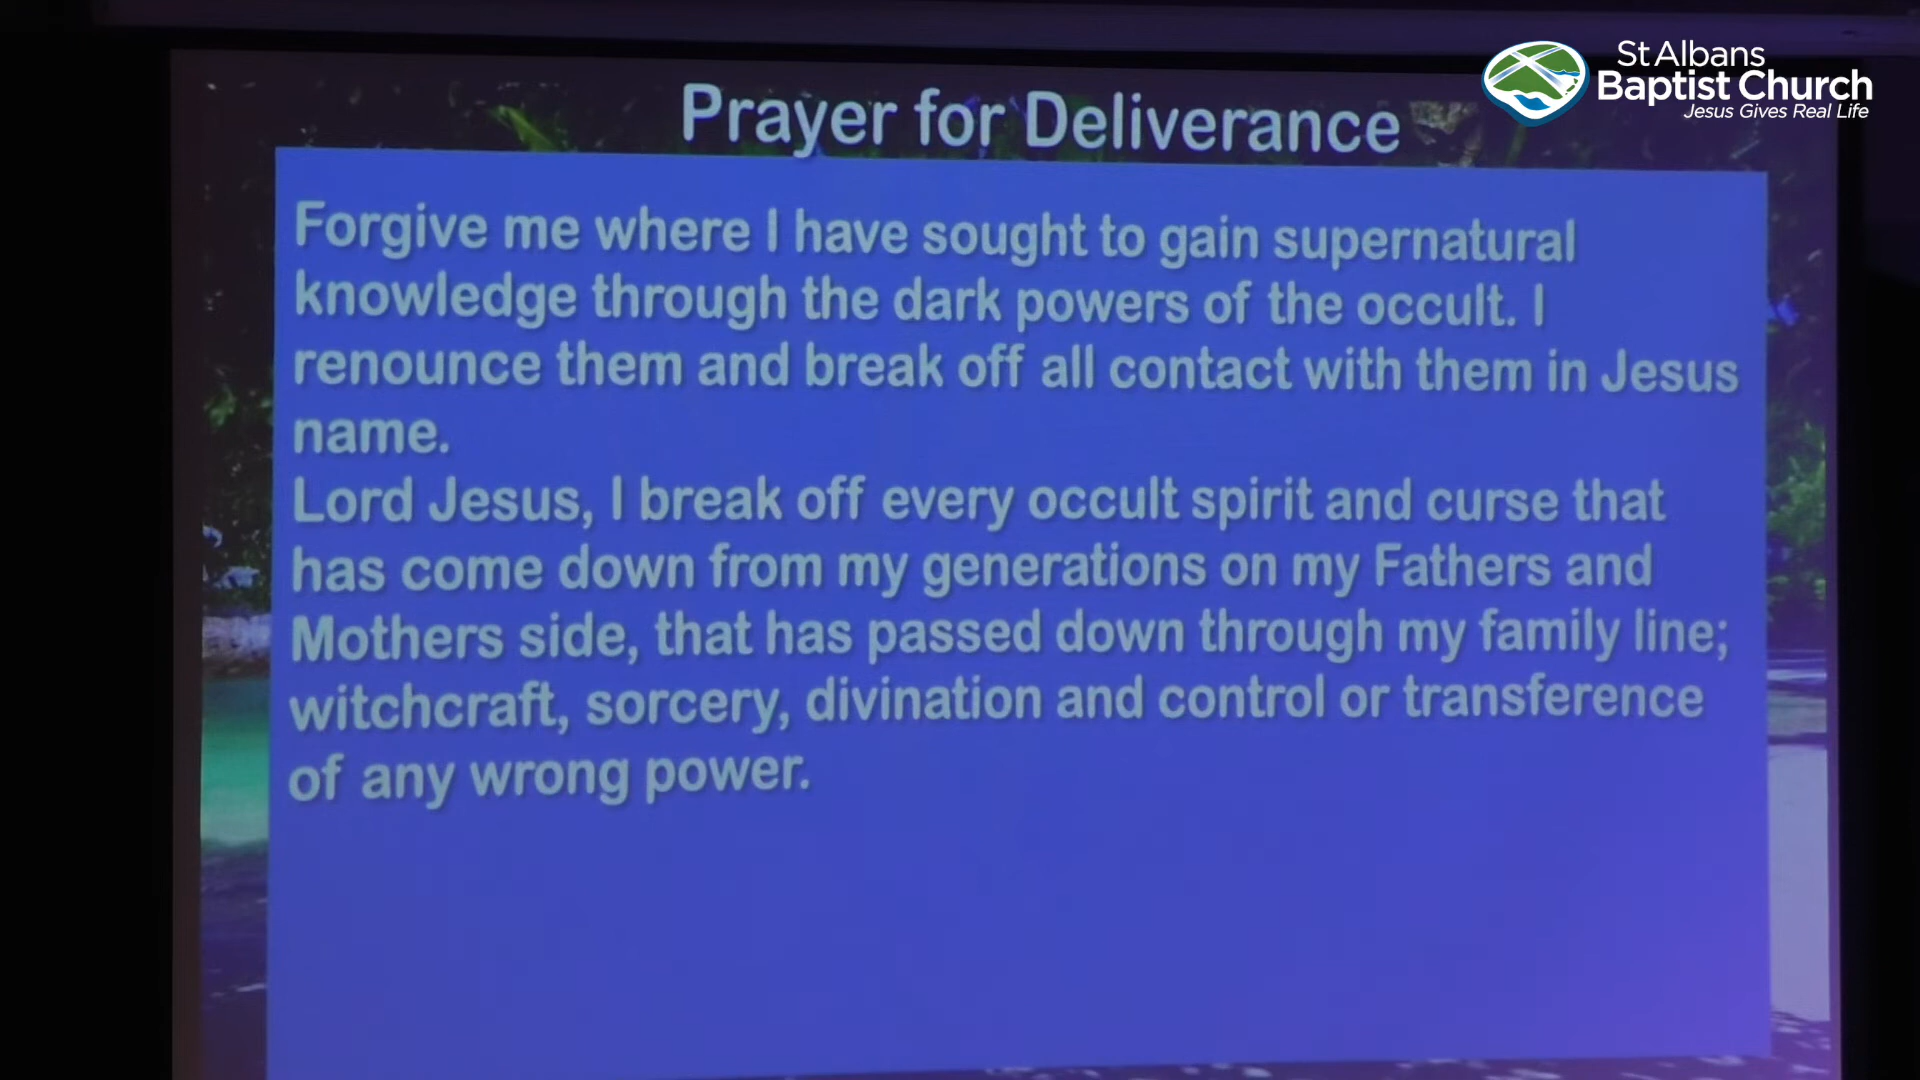 St Albans
Baptist Church
Jesus Gives Real Life
Prayer for Deliverance
Forgive me where I have sought to gain supernatural
knowledge through the dark powers of the occult. I
renounce them and break off all contact with them in Jesus
name.
Lord Jesus, I break off every occult spirit and curse that
has come down from my generations on my Fathers and
Mothers side, that has passed down through my family line;
witchcraft, sorcery, divination and control or transference
of any wrong power.